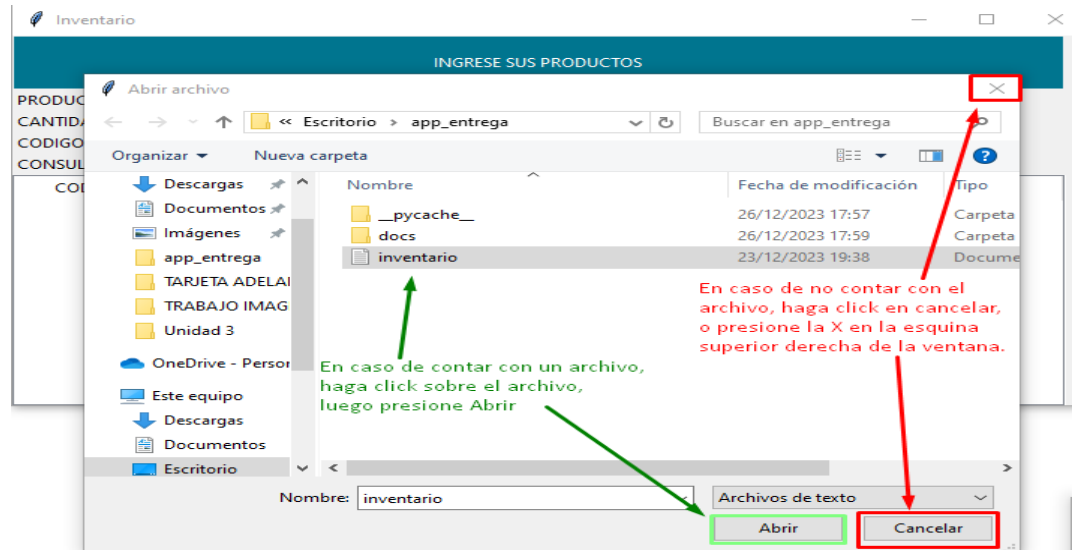 Inventario
INGRESE SUS PRODUCTOS
Abrir archivo
PRODUC
CANTIDA
CODIGO
CONSUL
COD
« Escritorio > app_entrega
Buscar en app_entrega
Organizar
Nueva carpeta
Nombre
Fecha de modificación
Tipo
Descargas
Documentos
Imágenes
app_entrega
TARJETA ADELAI
TRABAJO IMAG
Unidad 3
OneDrive - Person
Este equipo
Descargas
Documentos
Escritorio
__pycache__
26/12/2023 17:57
Carpeta
docs
26/12/2023 17:59
Carpeta
inventario
23/12/2023 19:38
Docume
En caso de no contar con el
archivo, haga click en cancelar,
o presione la X en la esquina
superior derecha de la ventana.
En caso de contar con un archivo,
haga click sobre el archivo,
luego presione Abrir
Nombre: inventario
Archivos de texto
Abrir
Cancelar